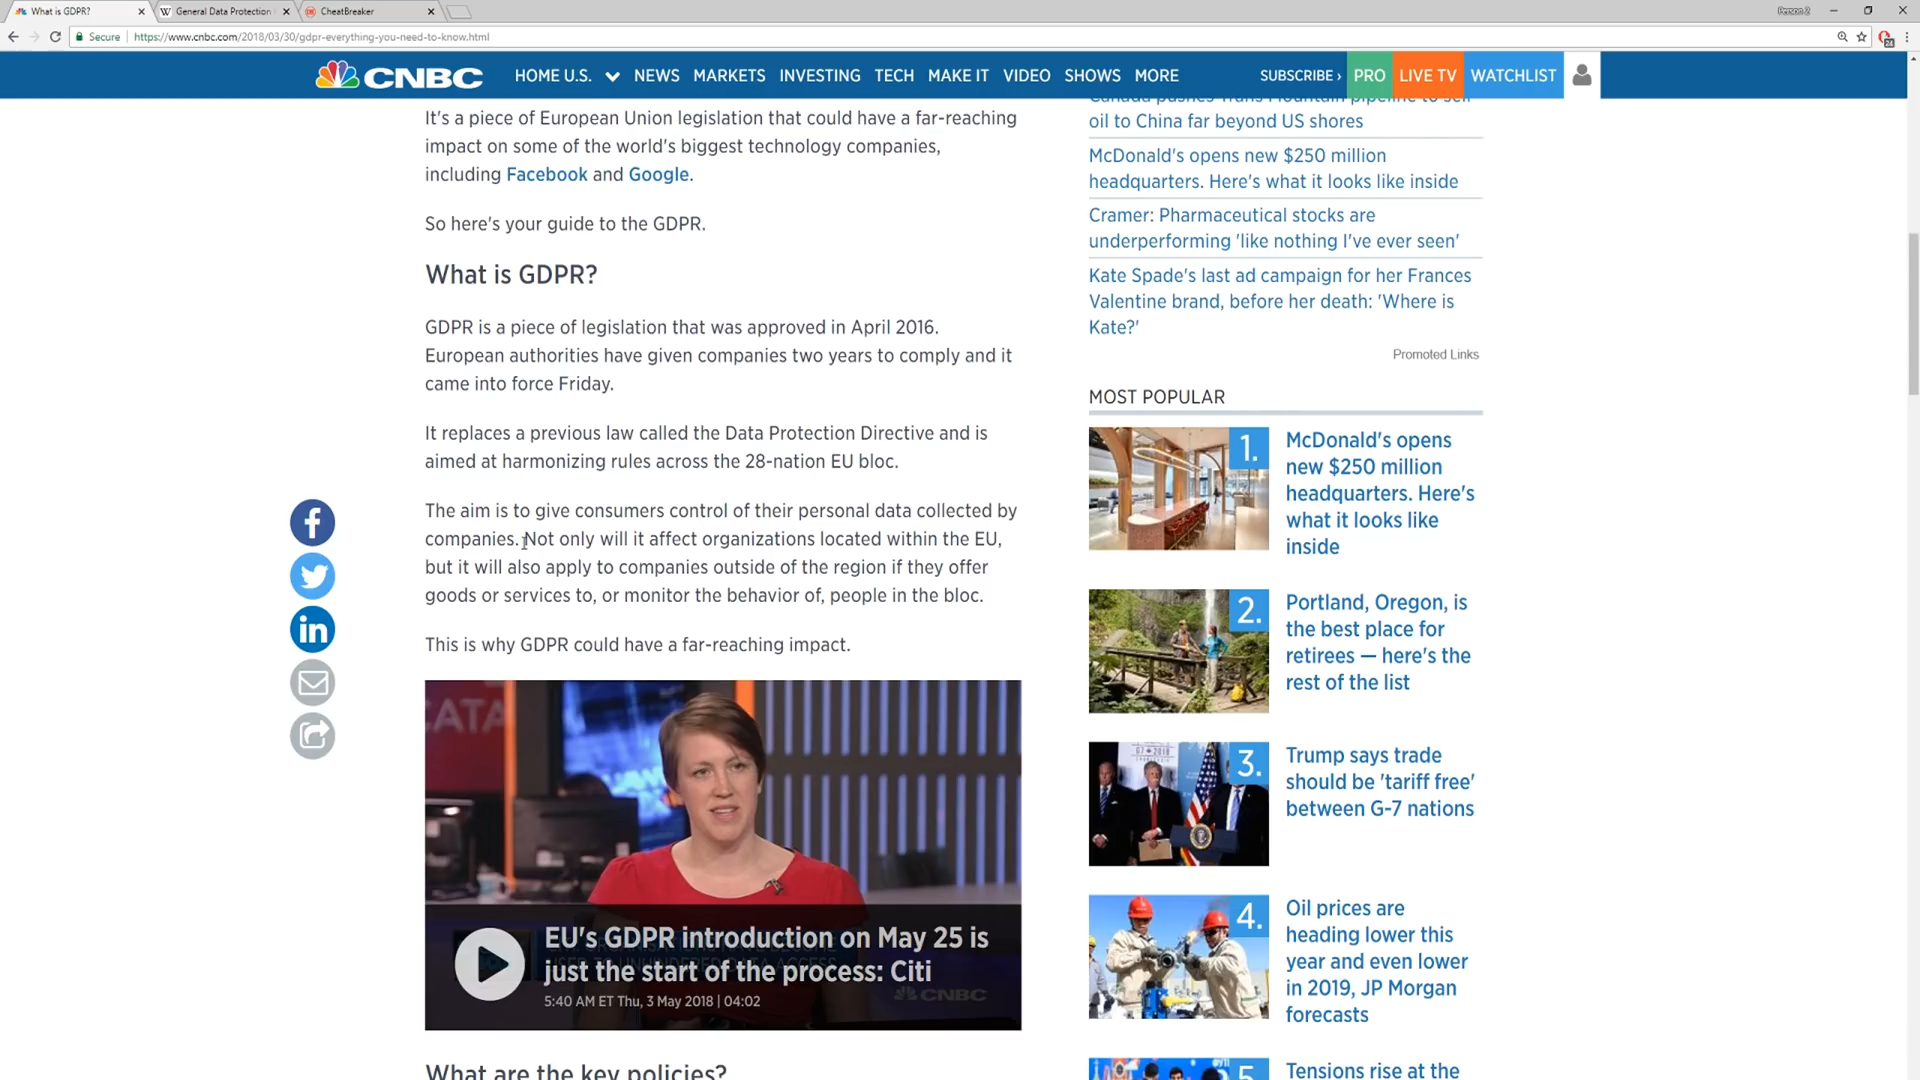 What is GDPR?
General Data Protection
CheatBreaker
Person 2
Secure
https://www.cnbc.com/2018/03/30/gdpr-everything-you-need-to-know.html
CNBC
HOME U.S.
NEWS
MARKETS
INVESTING
TECH
MAKE IT
VIDEO
SHOWS
MORE
SUBSCRIBE ›
PRO
LIVE TV
WATCHLIST
It's a piece of European Union legislation that could have a far-reaching
impact on some of the world's biggest technology companies,
including Facebook and Google.
So here's your guide to the GDPR.
What is GDPR?
GDPR is a piece of legislation that was approved in April 2016.
European authorities have given companies two years to comply and it
came into force Friday.
It replaces a previous law called the Data Protection Directive and is
aimed at harmonizing rules across the 28-nation EU bloc.
The aim is to give consumers control of their personal data collected by
companies. Not only will it affect organizations located within the EU,
but it will also apply to companies outside of the region if they offer
goods or services to, or monitor the behavior of, people in the bloc.
This is why GDPR could have a far-reaching impact.
EU's GDPR introduction on May 25 is
just the start of the process: Citi
5:40 AM ET Thu, 3 May 2018 | 04:02
CNBC
What are the key policies?
Canada pushes Trans Mountain pipeline to sell
oil to China far beyond US shores
McDonald's opens new $250 million
headquarters. Here's what it looks like inside
Cramer: Pharmaceutical stocks are
underperforming 'like nothing I've ever seen'
Kate Spade's last ad campaign for her Frances
Valentine brand, before her death: 'Where is
Kate?'
Promoted Links
MOST POPULAR
1.
McDonald's opens
new $250 million
headquarters. Here's
what it looks like
inside
2.
Portland, Oregon, is
the best place for
retirees — here's the
rest of the list
3.
Trump says trade
should be 'tariff free'
between G-7 nations
4.
Oil prices are
heading lower this
year and even lower
in 2019, JP Morgan
forecasts
5.
Tensions rise at the